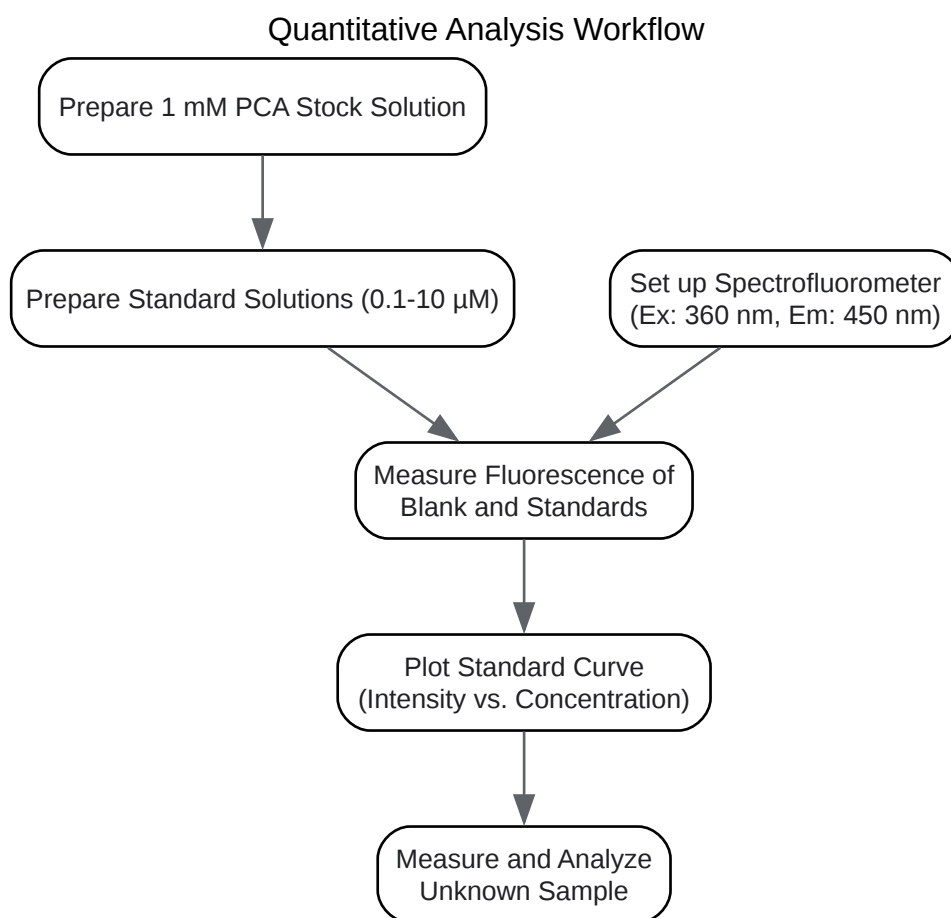 Quantitative Analysis Workflow
Prepare 1 mM PCA Stock Solution
Prepare Standard Solutions (0.1-10 µM)
Set up Spectrofluorometer
(Ex: 360 nm, Em: 450 nm)
Measure Fluorescence of
Blank and Standards
Plot Standard Curve
(Intensity vs. Concentration)
Measure and Analyze
Unknown Sample